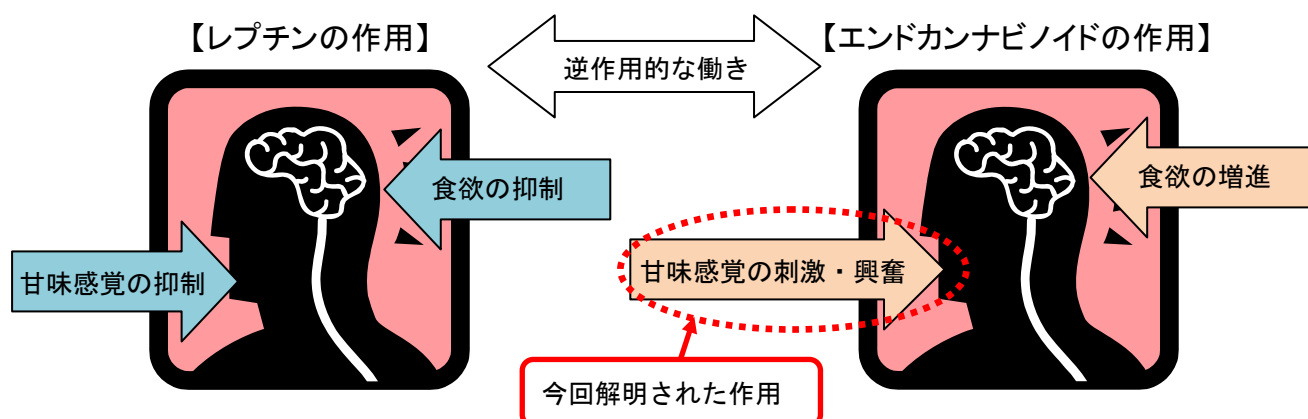 【レプチンの作用】
逆作用的な働き
【エンドカンナビノイドの作用】
食欲の抑制
甘味感覚の抑制
食欲の増進
甘味感覚の刺激・興奮
今回解明された作用